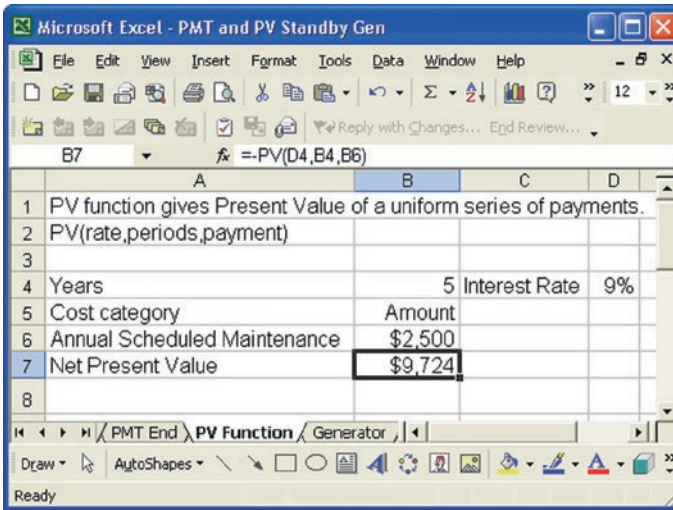 Microsoft Excel - PMT and PV Standby Gen
File Edit View Insert Format Tools Data Window Help
Σ 12
Reply with Changes... End Review...
B7 fx =-PV(D4,B4,B6)
A B C D
1 PV function gives Present Value of a uniform series of payments.
2 PV(rate,periods,payment)
3
4 Years 5 Interest Rate 9%
5 Cost category Amount
6 Annual Scheduled Maintenance $2,500
7 Net Present Value $9,724
8
PMT End PV Function Generator
Draw AutoShapes
Ready